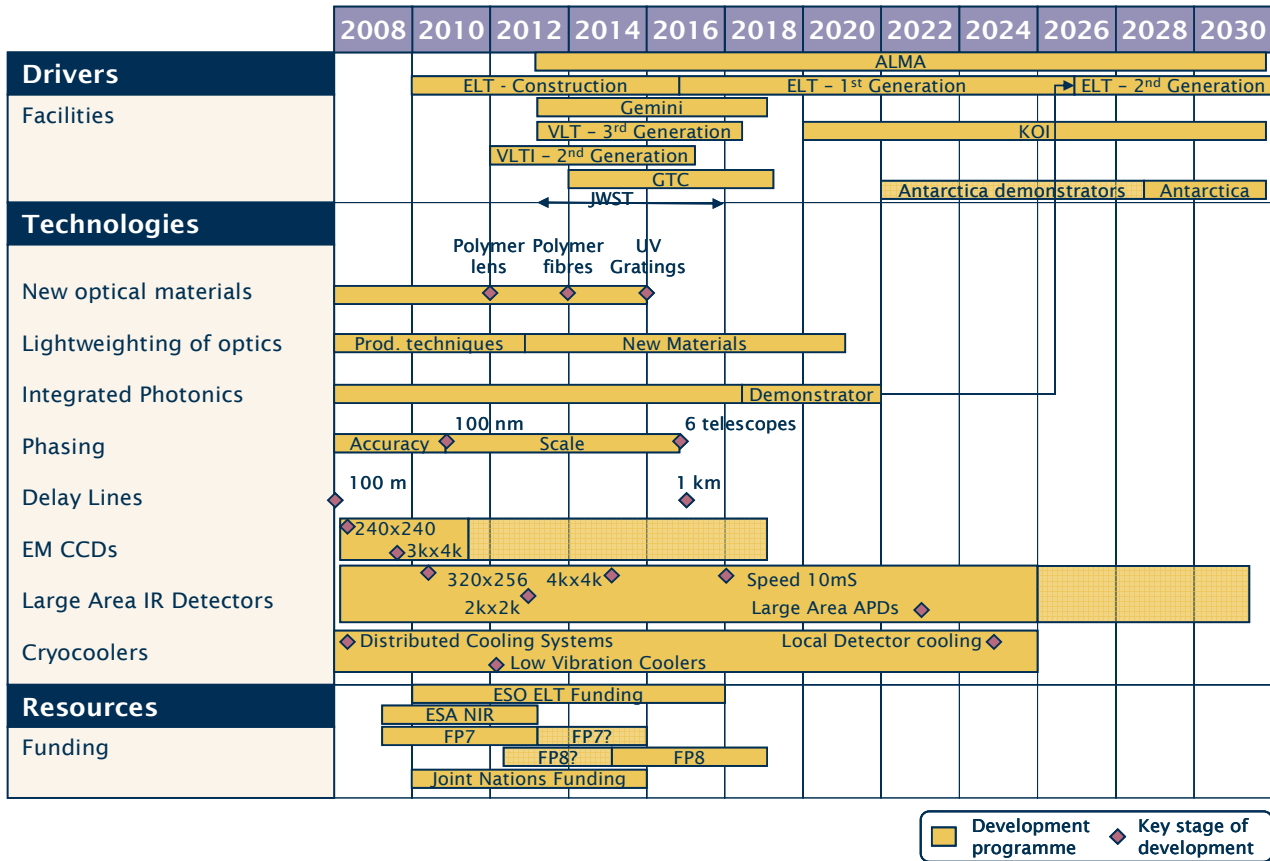 2008 2010 2012 2014 2016 2018 2020 2022 2024 2026 2028 2030
Drivers
ALMA
ELT - Construction
ELT – 1st Generation
ELT – 2nd Generation
Facilities
Gemini
VLT – 3rd Generation
KOI
VLTI – 2nd Generation
GTC
Antarctica demonstrators
Antarctica
JWST
Technologies
Polymer
lens
Polymer
fibres
UV
Gratings
New optical materials
Lightweighting of optics
Prod. techniques
New Materials
Integrated Photonics
Demonstrator
Phasing
100 nm
6 telescopes
Accuracy
Scale
Delay Lines
100 m
1 km
EM CCDs
240x240
3kx4k
Large Area IR Detectors
320x256
4kx4k
Speed 10mS
2kx2k
Large Area APDs
Cryocoolers
Distributed Cooling Systems
Local Detector cooling
Low Vibration Coolers
Resources
ESO ELT Funding
ESA NIR
Funding
FP7
FP7?
FP8?
FP8
Joint Nations Funding
Development
programme
Key stage of
development